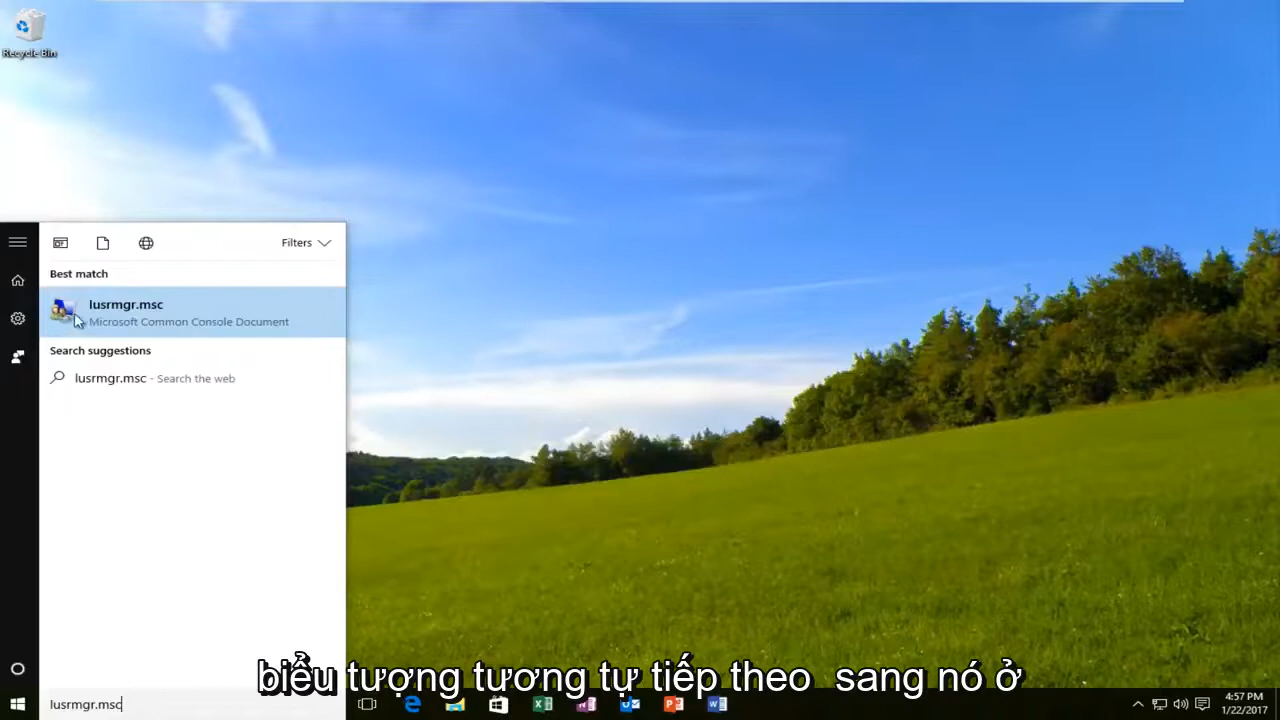 Recycle Bin
Filters
Best match
lusrmgr.msc
Microsoft Common Console Document
Search suggestions
lusrmgr.msc - Search the web
biểu tượng tương tự tiếp theo sang nó ở
lusrmgr.msc
4:57 PM
1/22/2017